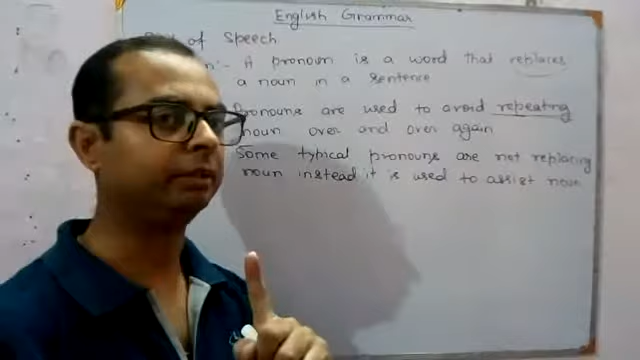 English Grammar
of Speech
:- A pronoun is a word that replaces
a noun in a sentence
Pronouns are used to avoid repeating
noun over and over again
Some typical pronouns are not replacing
noun instead it is used to assist noun